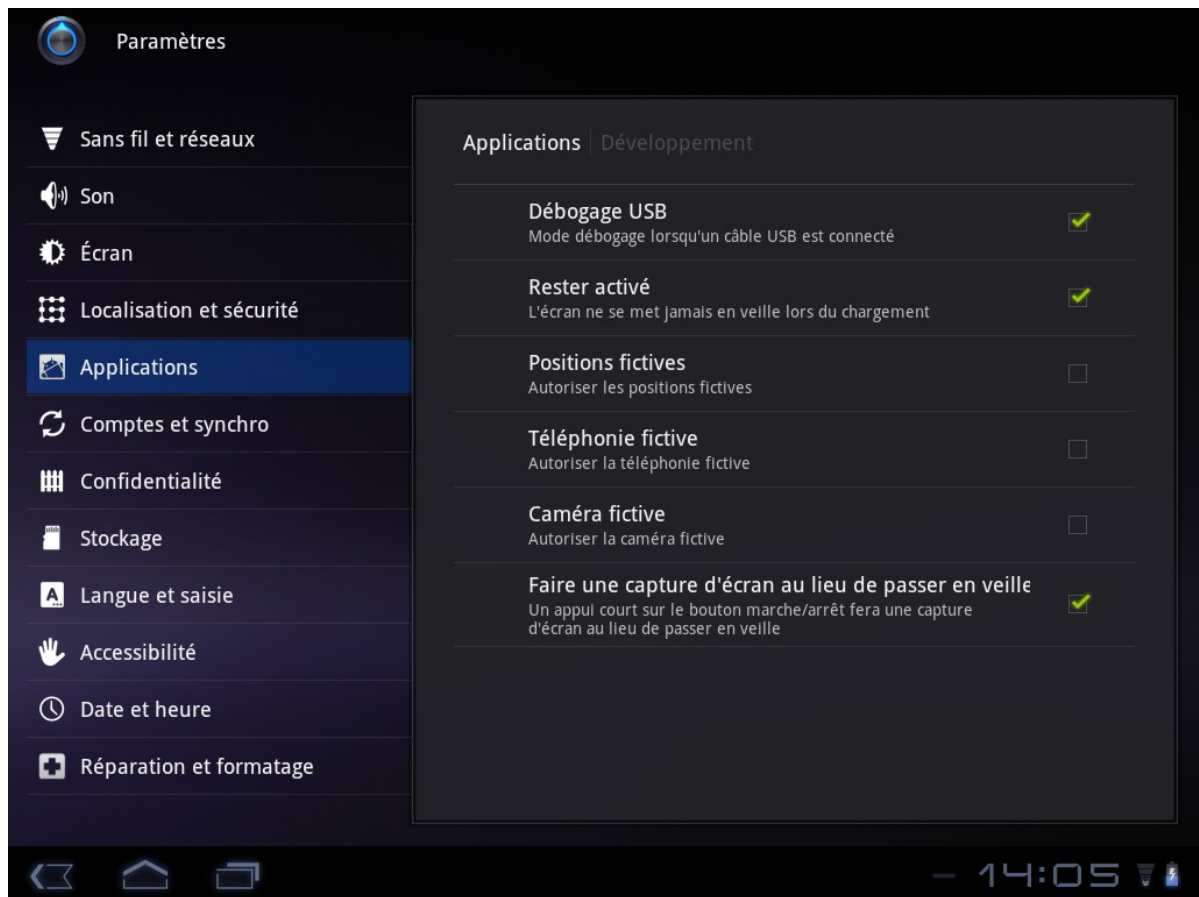 Paramètres
Sans fil et réseaux
Son
Écran
Localisation et sécurité
Applications
Comptes et synchro
Confidentialité
Stockage
Langue et saisie
Accessibilité
Date et heure
Réparation et formatage
Applications Développement
Débogage USB
Mode débogage lorsqu'un câble USB est connecté
Rester activé
L'écran ne se met jamais en veille lors du chargement
Positions fictives
Autoriser les positions fictives
Téléphonie fictive
Autoriser la téléphonie fictive
Caméra fictive
Autoriser la caméra fictive
Faire une capture d'écran au lieu de passer en veille
Un appui court sur le bouton marche/arrêt fera une capture
d'écran au lieu de passer en veille
14:05